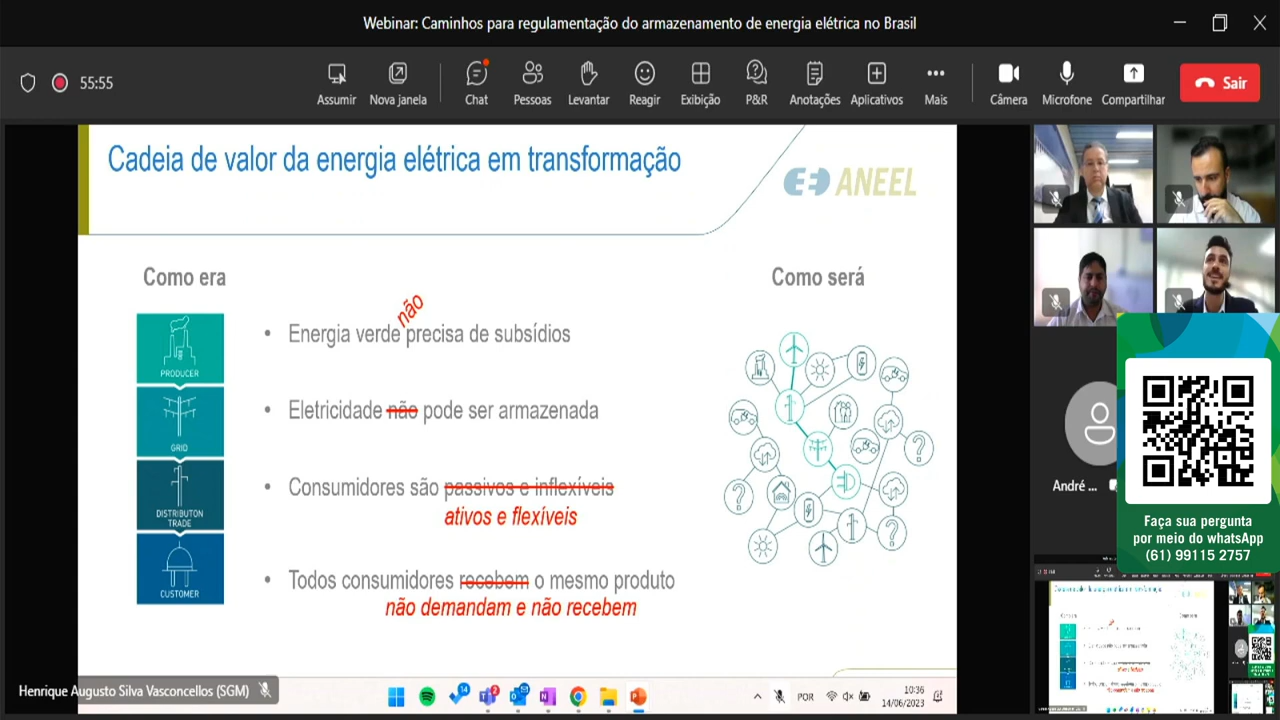 Webinar: Caminhos para regulamentação do armazenamento de energia elétrica no Brasil
55:55
Assumir
Nova janela
Chat
Pessoas
Levantar
Reagir
Exibição
P&R
Anotações
Aplicativos
Mais
Câmera
Microfone
Compartilhar
Sair
Cadeia de valor da energia elétrica em transformação
ANEEL
Como era
Como será
não
• Energia verde precisa de subsídios
• Eletricidade não pode ser armazenada
• Consumidores são passivos e inflexíveis
ativos e flexíveis
• Todos consumidores recebem o mesmo produto
não demandam e não recebem
PRODUCER
GRID
DISTRIBUTON
TRADE
CUSTOMER
?
?
?
André ...
Faça sua pergunta
por meio do whatsApp
(61) 99115 2757
Henrique Augusto Silva Vasconcellos (SGM)
14
2
POR
10:36
14/06/2023